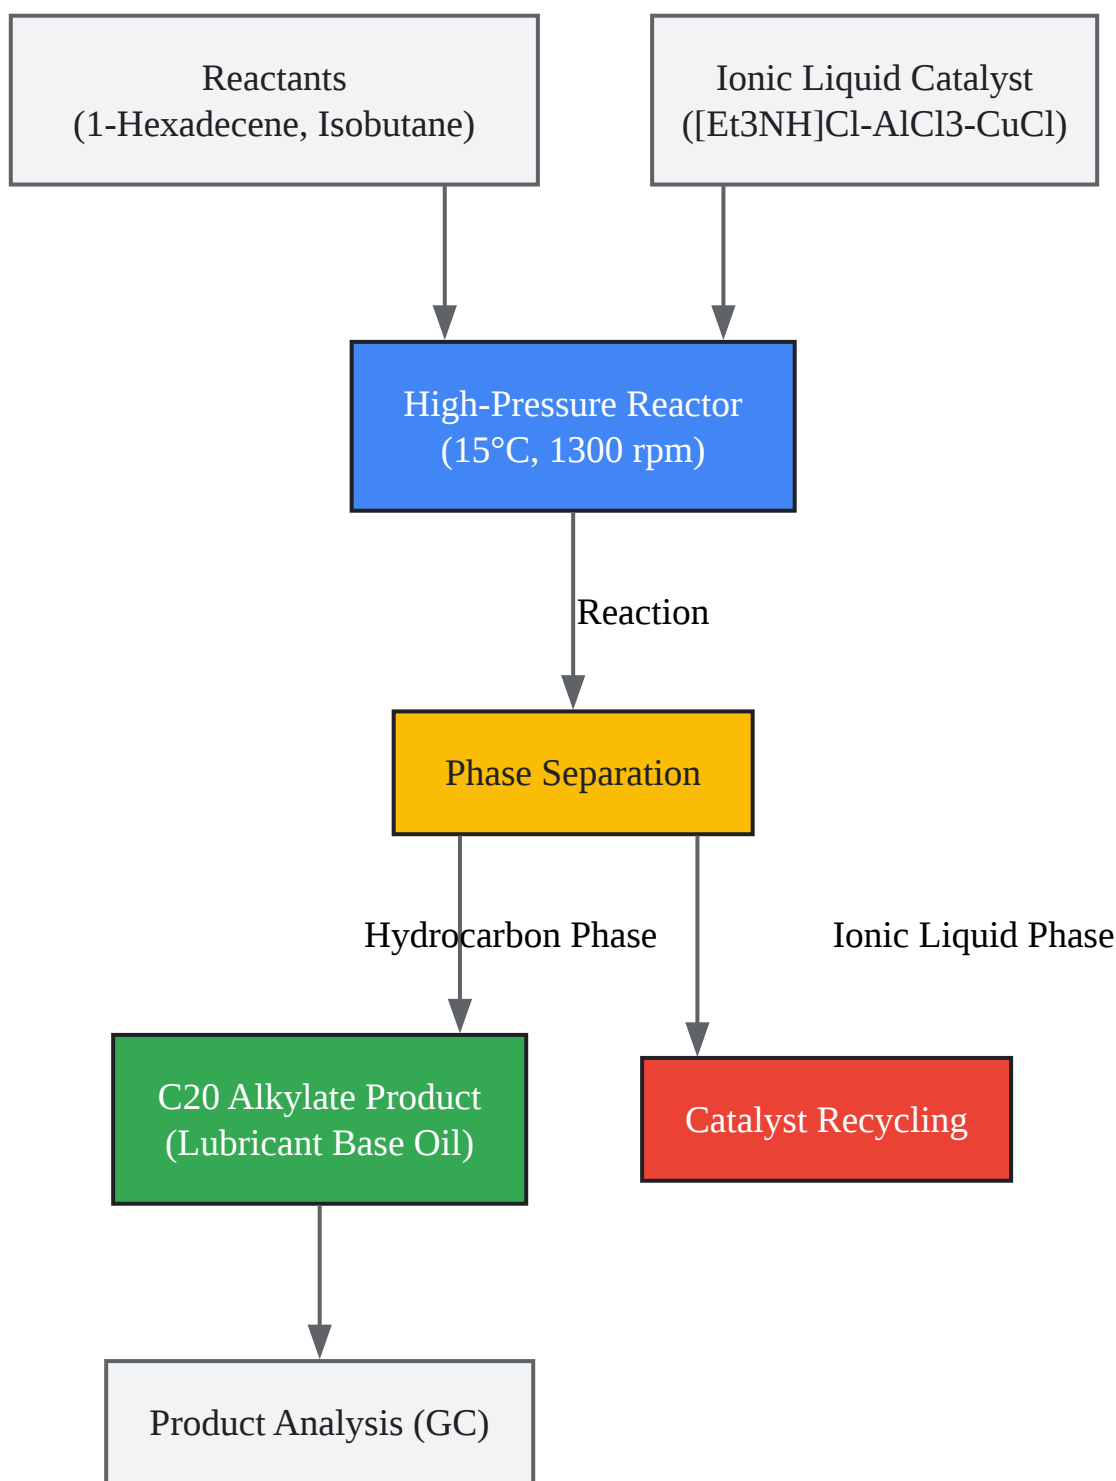 Reactants
(1-Hexadecene, Isobutane)
Ionic Liquid Catalyst
([Et3NH]Cl-AlCl3-CuCl)
High-Pressure Reactor
(15°C, 1300 rpm)
Reaction
Phase Separation
Hydrocarbon Phase
Ionic Liquid Phase
C20 Alkylate Product
(Lubricant Base Oil)
Catalyst Recycling
Product Analysis (GC)